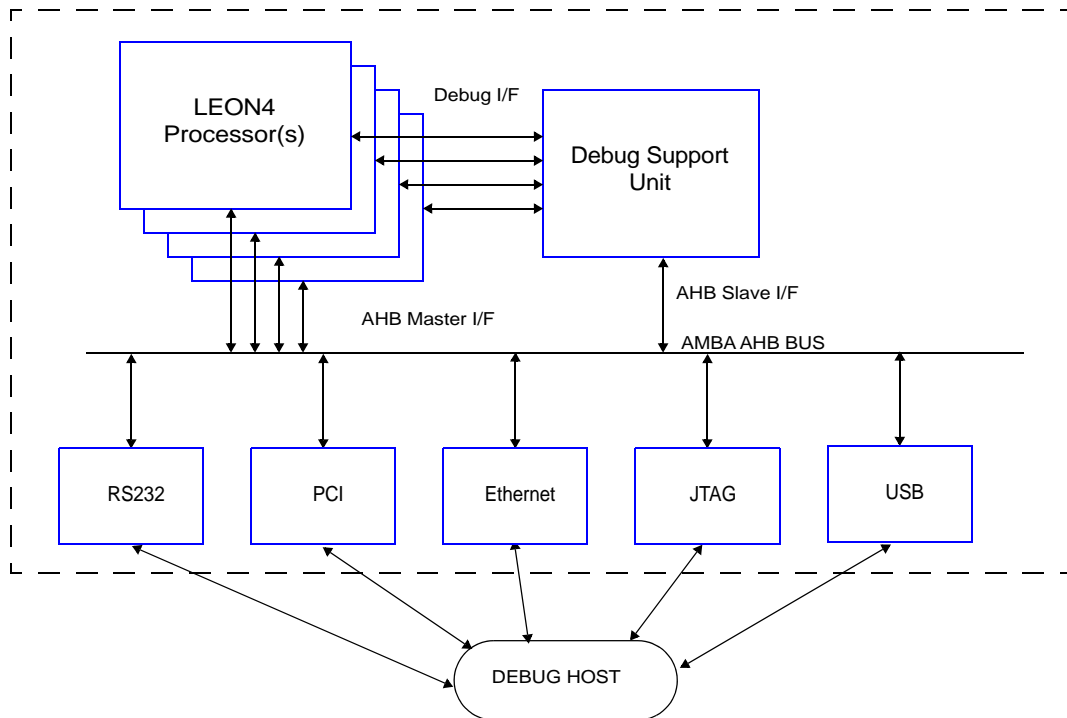 LEON4
Processor(s)
Debug I/F
Debug Support
Unit
AHB Slave I/F
AHB Master I/F
AMBA AHB BUS
RS232
PCI
Ethernet
JTAG
USB
DEBUG HOST